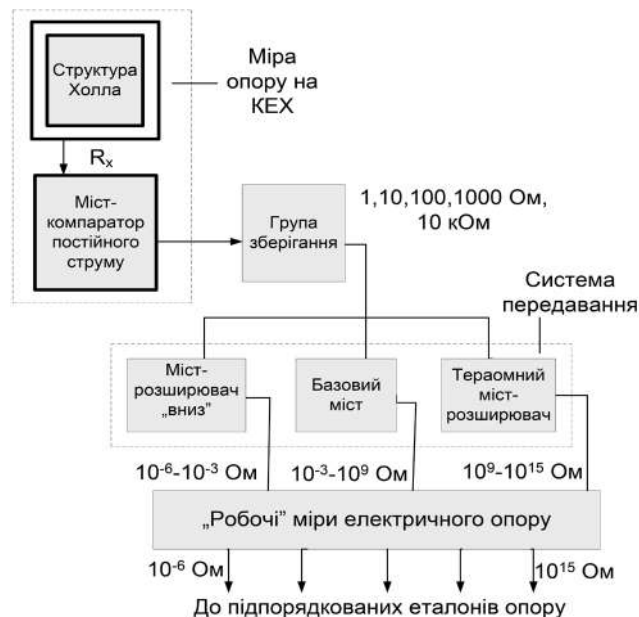 Структура
Холла
Міра
опору на
КЕХ
Rₓ
Міст-
компаратор
постійного
струму
Група
зберігання
1,10,100,1000 Ом,
10 кОм
Система
передавання
Міст-
розширювач
„вниз”
Базовий
міст
Тераомний
міст-
розширювач
10⁻⁶-10⁻³ Ом
10⁻³-10⁹ Ом
10⁹-10¹⁵ Ом
„Робочі” міри електричного опору
10⁻⁶ Ом
10¹⁵ Ом
До підпорядкованих еталонів опору